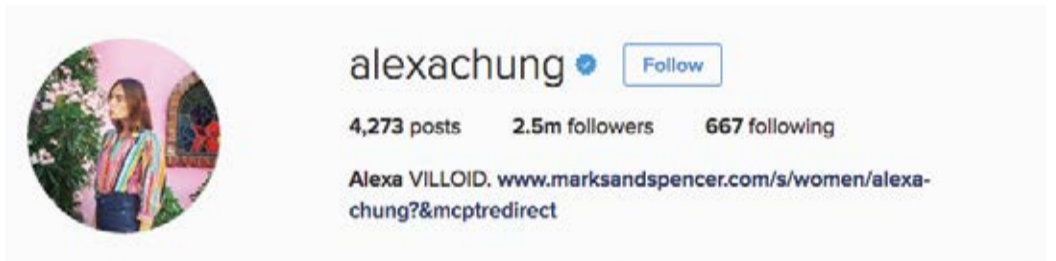 alexachung Follow
4,273 posts 2.5m followers 667 following
Alexa VILLOID. www.marksandspencer.com/s/women/alexa-
chung?&mcptredirect